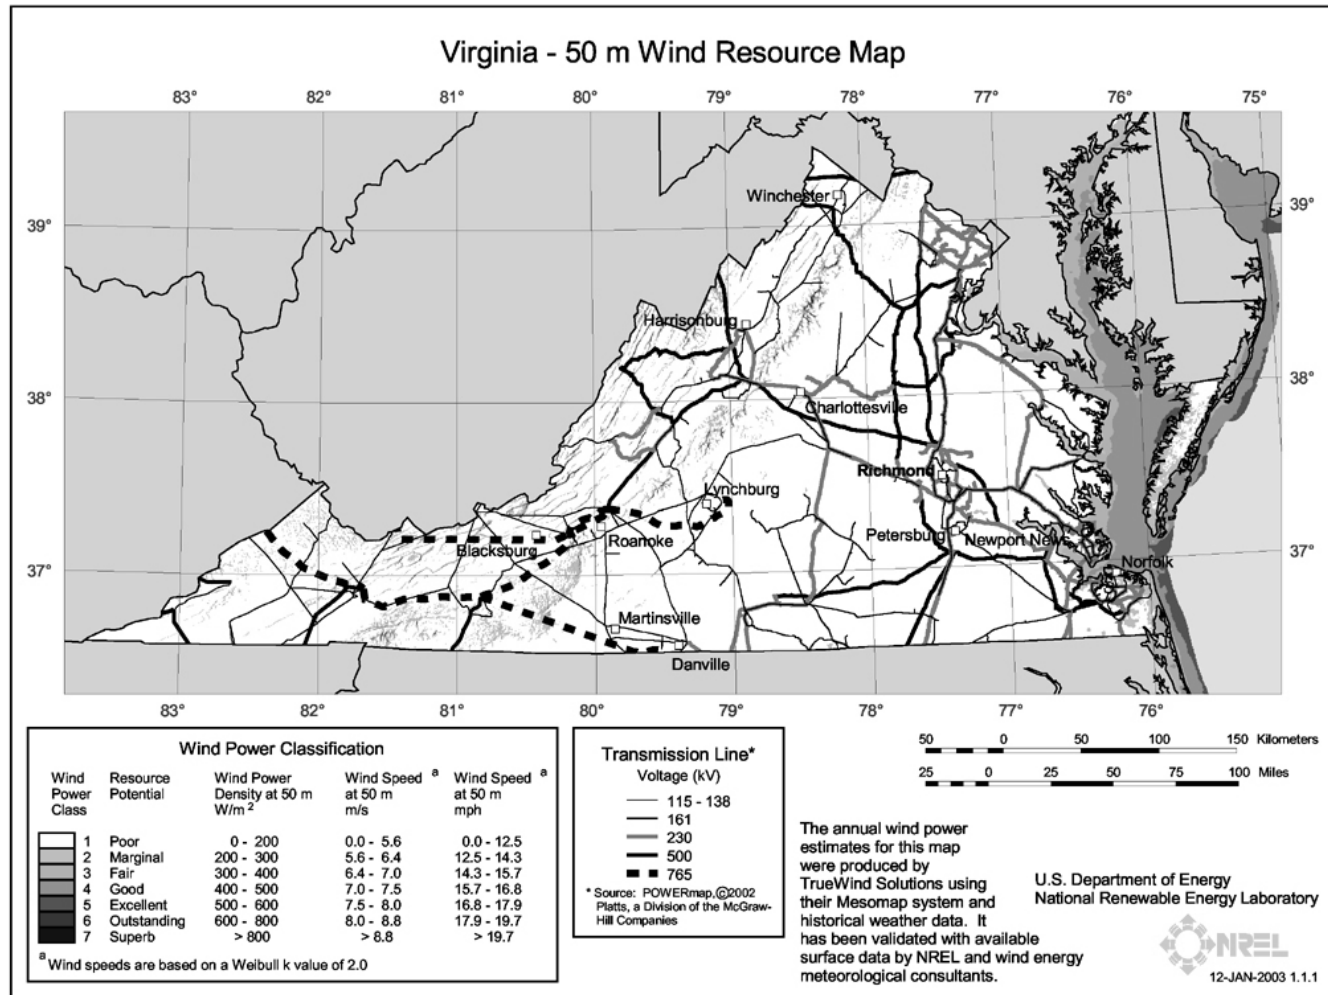 Virginia - 50 m Wind Resource Map
83° 82° 81° 80° 79° 78° 77° 76° 75°
Winchester
39° 39°
Harrisonburg
38° 38°
Charlottesville
Richmond
Lynchburg
Petersburg
Newport News
Blacksburg
Roanoke
Norfolk
37° 37°
Martinsville
Danville
83° 82° 81° 80° 79° 78° 77° 76°
Wind Power Classification
Wind Power Class
Resource Potential
Wind Power Density at 50 m W/m 2
Wind Speed a at 50 m m/s
Wind Speed a at 50 m mph
1 Poor 0 - 200 0.0 - 5.6 0.0 - 12.5
2 Marginal 200 - 300 5.6 - 6.4 12.5 - 14.3
3 Fair 300 - 400 6.4 - 7.0 14.3 - 15.7
4 Good 400 - 500 7.0 - 7.5 15.7 - 16.8
5 Excellent 500 - 600 7.5 - 8.0 16.8 - 17.9
6 Outstanding 600 - 800 8.0 - 8.8 17.9 - 19.7
7 Superb > 800 > 8.8 > 19.7
a Wind speeds are based on a Weibull k value of 2.0
Transmission Line*
Voltage (kV)
115 - 138
161
230
500
765
* Source: POWERmap, ©2002
Platts, a Division of the McGraw-
Hill Companies
50 0 50 100 150 Kilometers
25 0 25 50 75 100 Miles
The annual wind power
estimates for this map
were produced by
TrueWind Solutions using
their Mesomap system and
historical weather data. It
has been validated with available
surface data by NREL and wind energy
meteorological consultants.
U.S. Department of Energy
National Renewable Energy Laboratory
NREL
12-JAN-2003 1.1.1